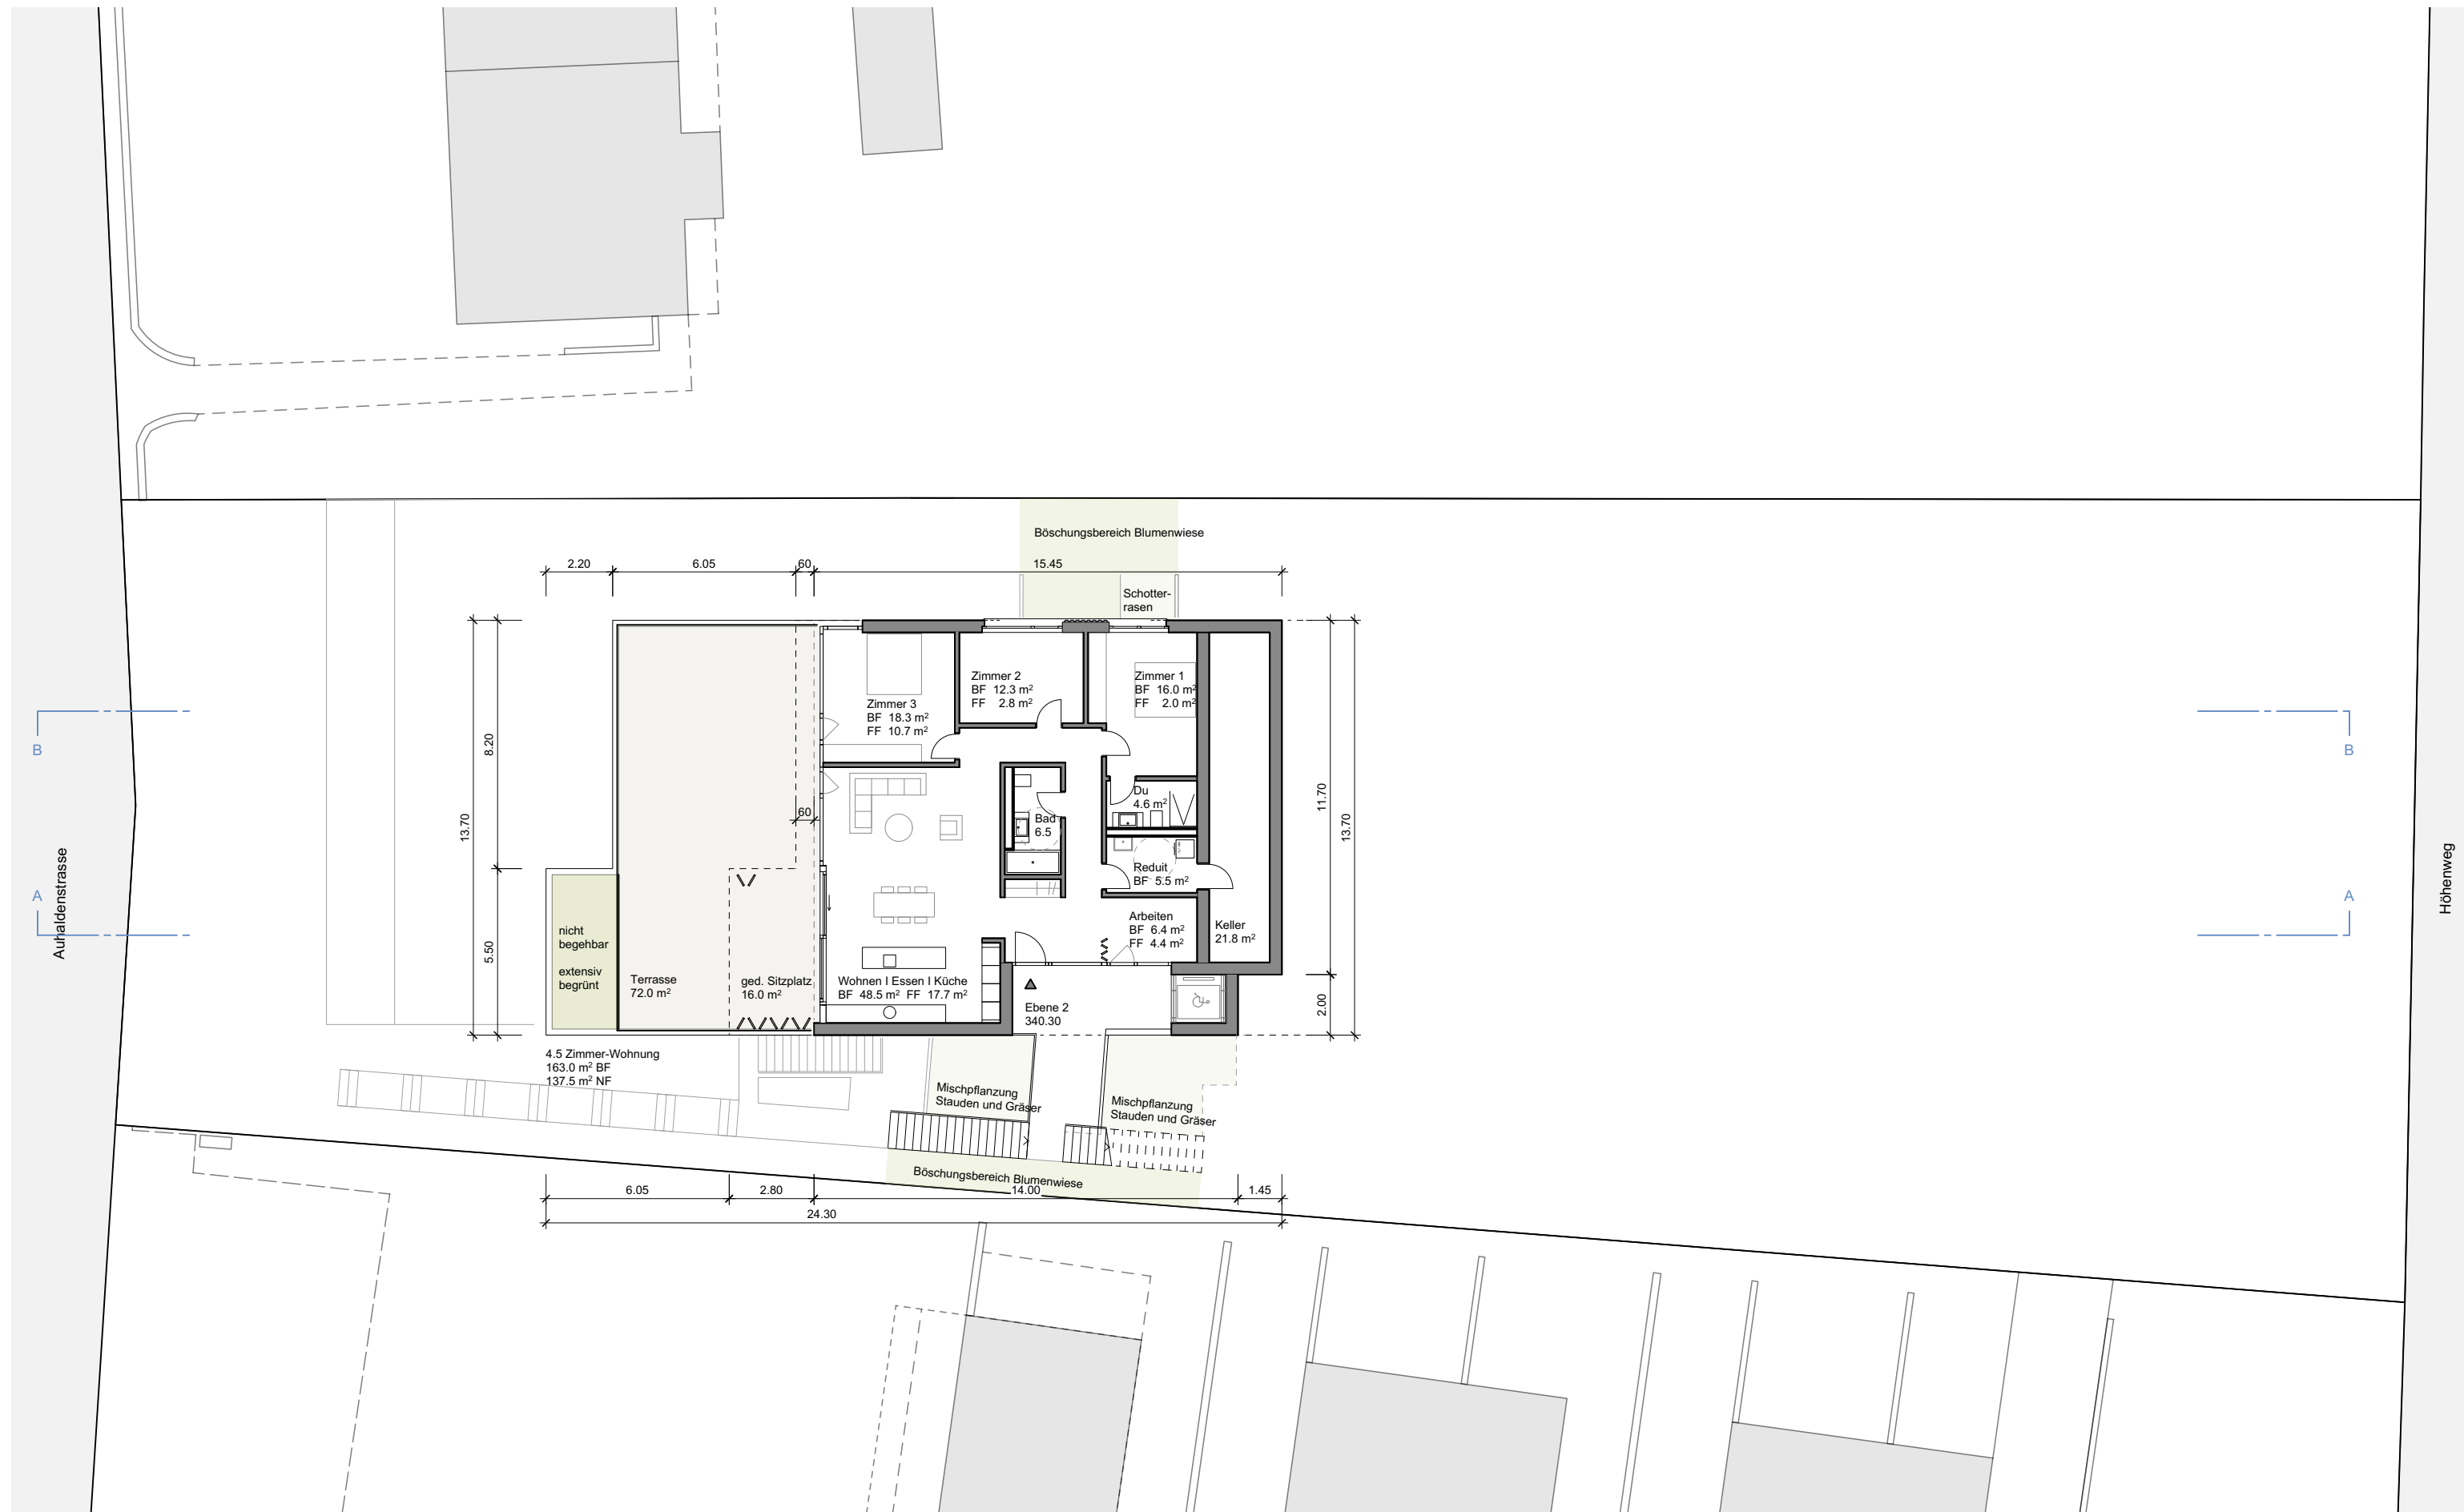 Böschungsbereich Blumenwiese
2.20
6.05
60
15.45
Schotter-
rasen
Zimmer 2
BF 12.3 m²
FF 2.8 m²
Zimmer 1
BF 16.0 m²
FF 2.0 m²
Zimmer 3
BF 18.3 m²
FF 10.7 m²
B
B
8.20
13.70
5.50
11.70
13.70
2.00
60
Du
4.6 m²
Bad
6.5
Reduit
BF 5.5 m²
Auhaldenstrasse
Höhenweg
A
A
Arbeiten
BF 6.4 m²
FF 4.4 m²
Keller
21.8 m²
nicht
begehbar
extensiv
begrünt
Terrasse
72.0 m²
ged. Sitzplatz
16.0 m²
Wohnen I Essen I Küche
BF 48.5 m² FF 17.7 m²
Ebene 2
340.30
4.5 Zimmer-Wohnung
163.0 m² BF
137.5 m² NF
Mischpflanzung
Stauden und Gräser
Mischpflanzung
Stauden und Gräser
Böschungsbereich Blumenwiese
6.05
2.80
14.00
1.45
24.30